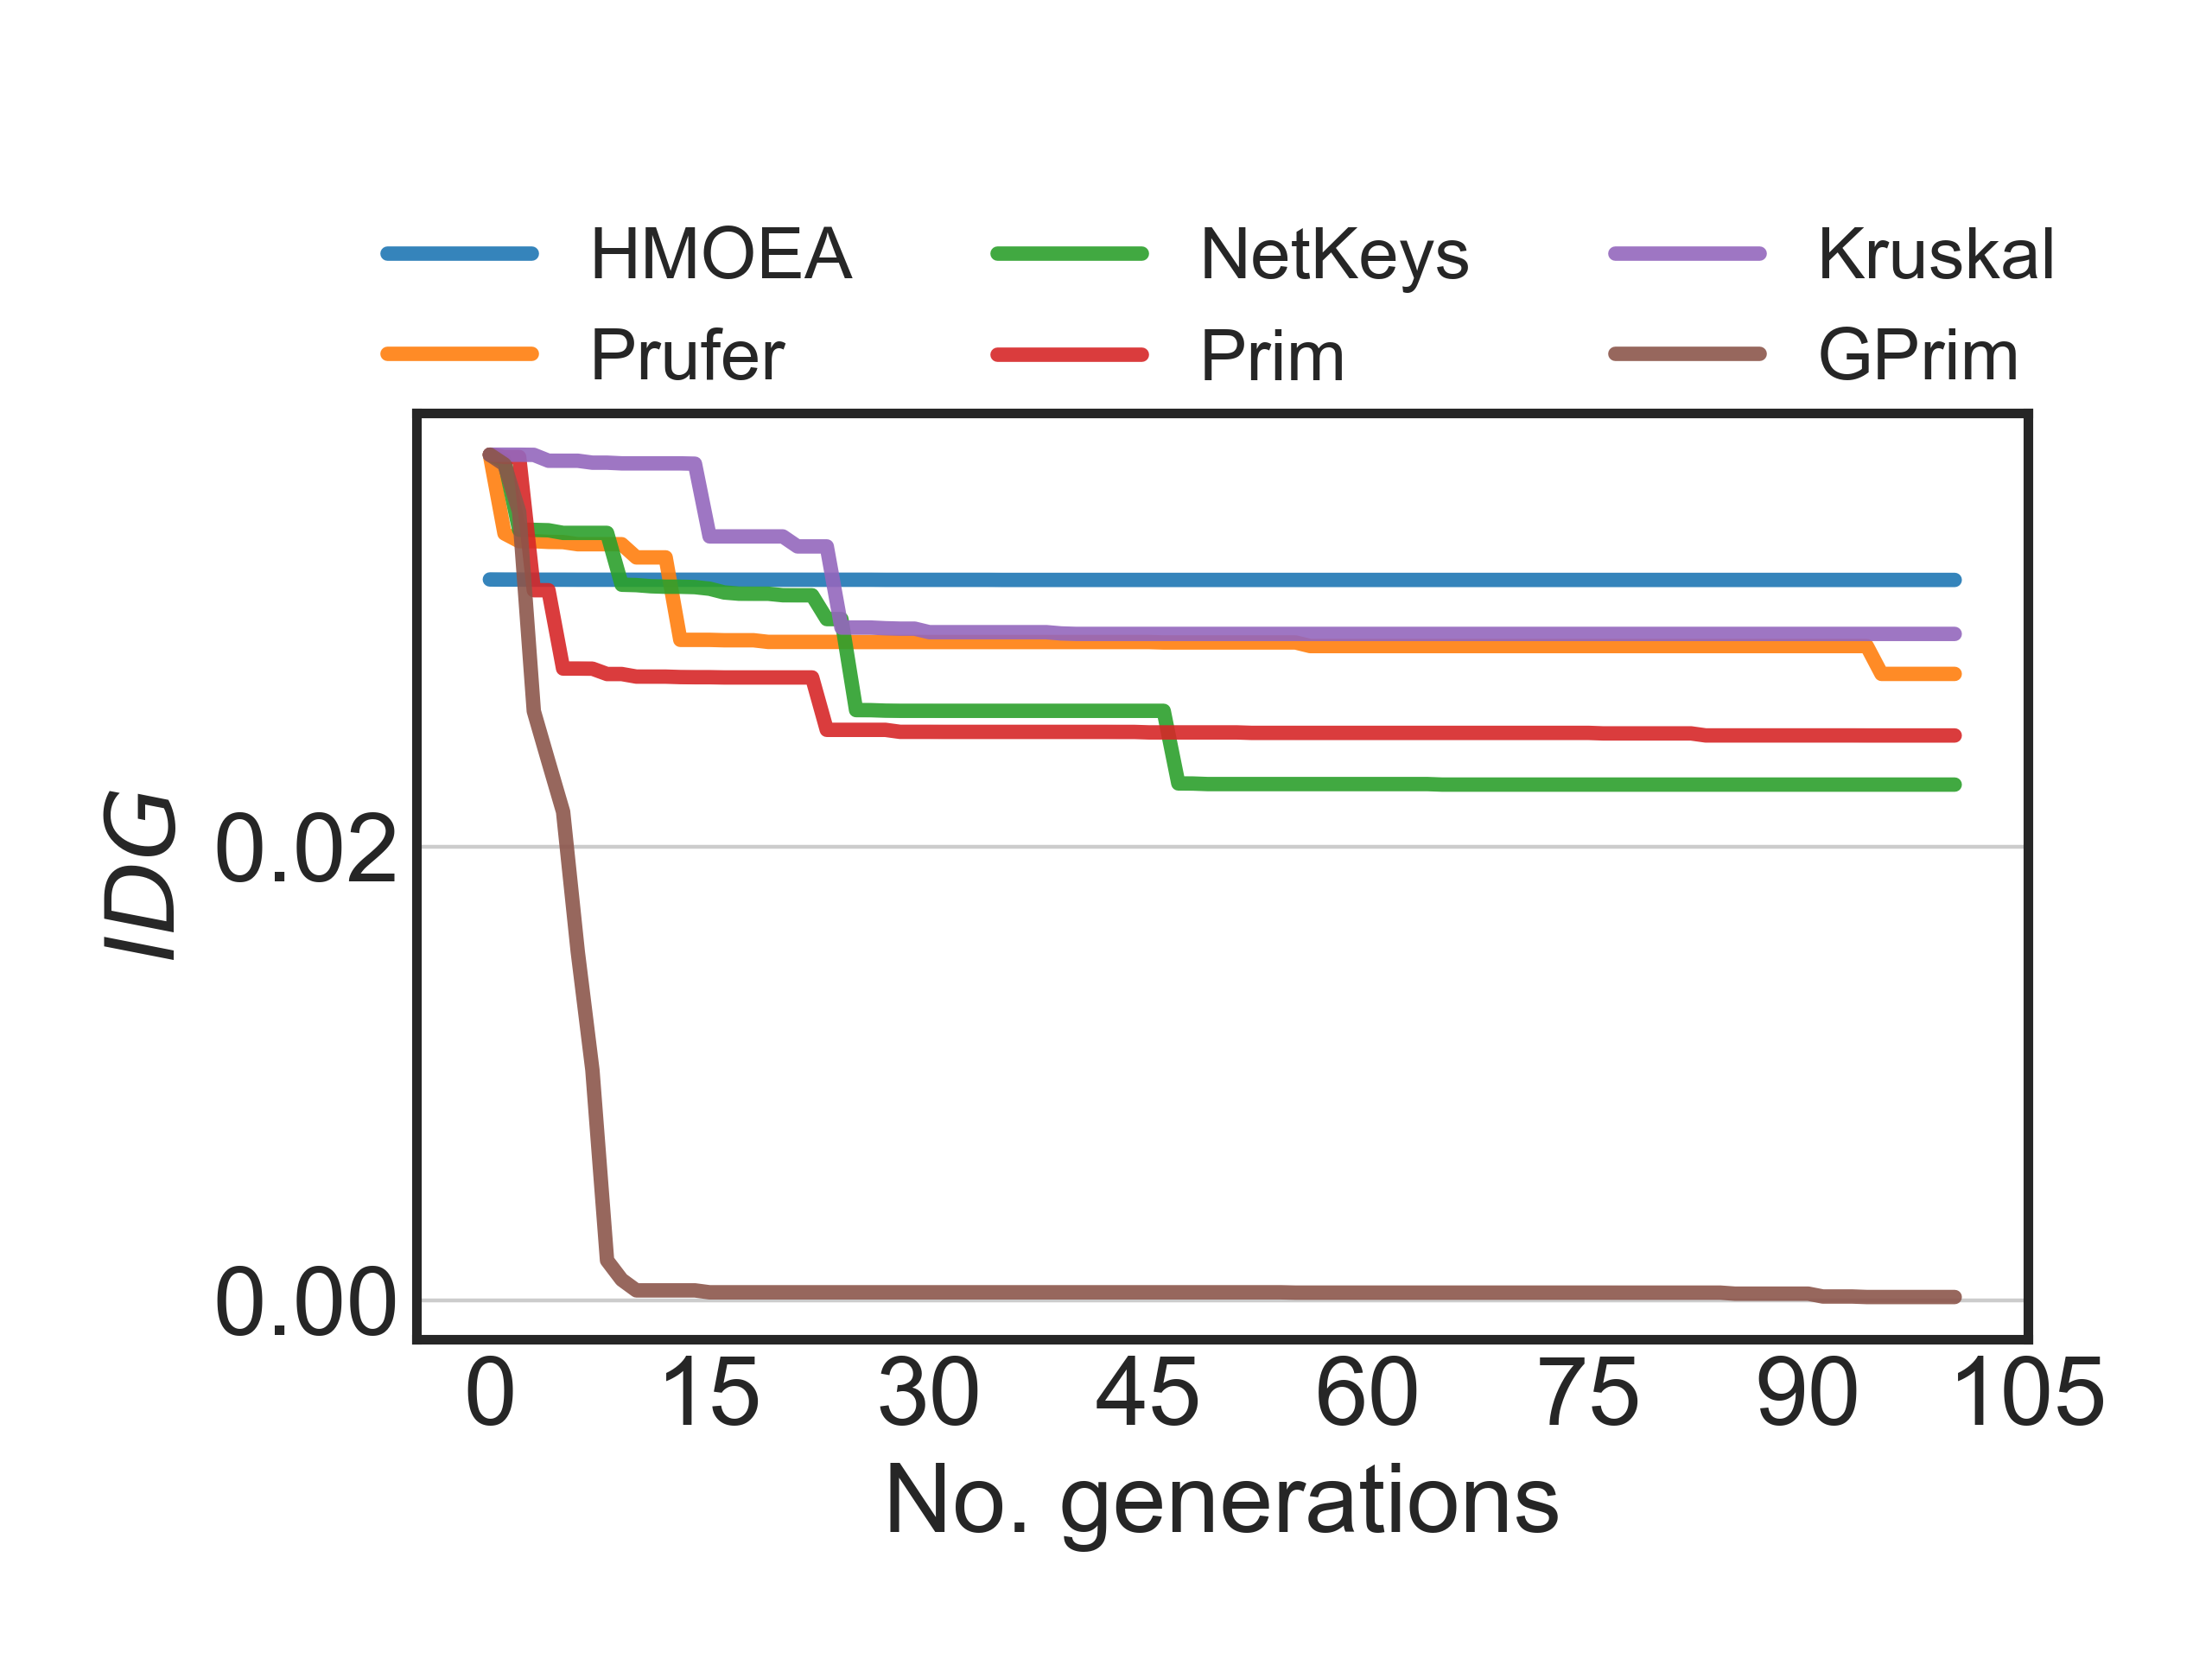 HMOEA NetKeys Kruskal
Prufer Prim GPrim
IDG
0.02
0.00
0 15 30 45 60 75 90 105
No. generations